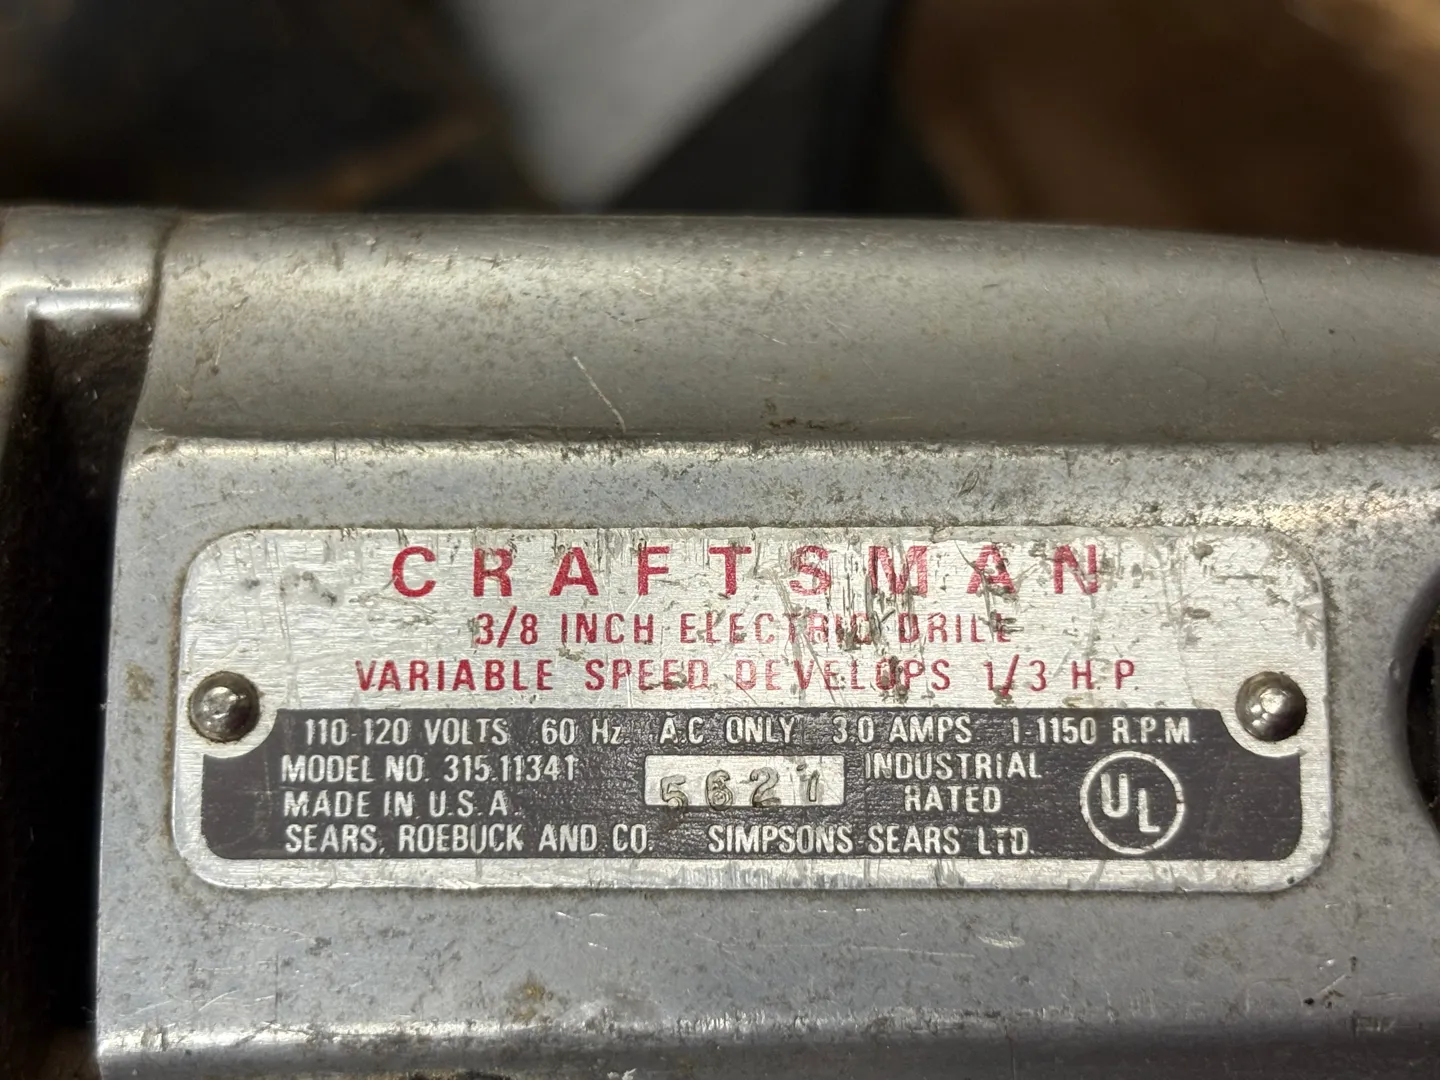 CRAFTSMAN
3/8 INCH ELECTRIC DRILL
VARIABLE SPEED DEVELOPS 1/3 H.P.
110-120 VOLTS 60 Hz A.C ONLY 3.0 AMPS 1-1150 R.P.M.
MODEL NO. 315.11341
5627
INDUSTRIAL
RATED
MADE IN U.S.A.
SEARS, ROEBUCK AND CO. SIMPSONS-SEARS LTD.
UL